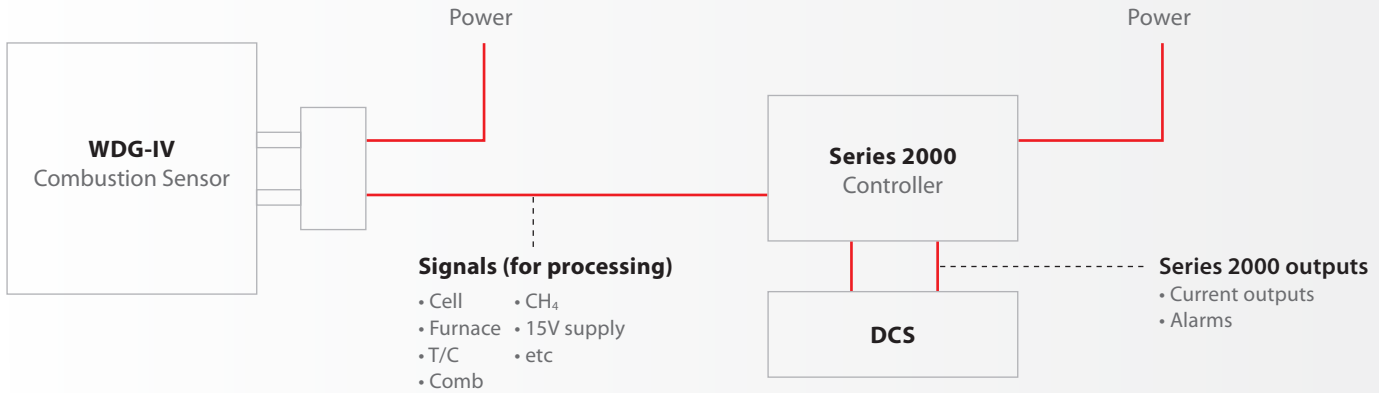 Power
Power
WDG-IV
Combustion Sensor
Series 2000
Controller
Signals (for processing)
• Cell
• Furnace
• T/C
• Comb
• CH₄
• 15V supply
• etc
Series 2000 outputs
• Current outputs
• Alarms
DCS